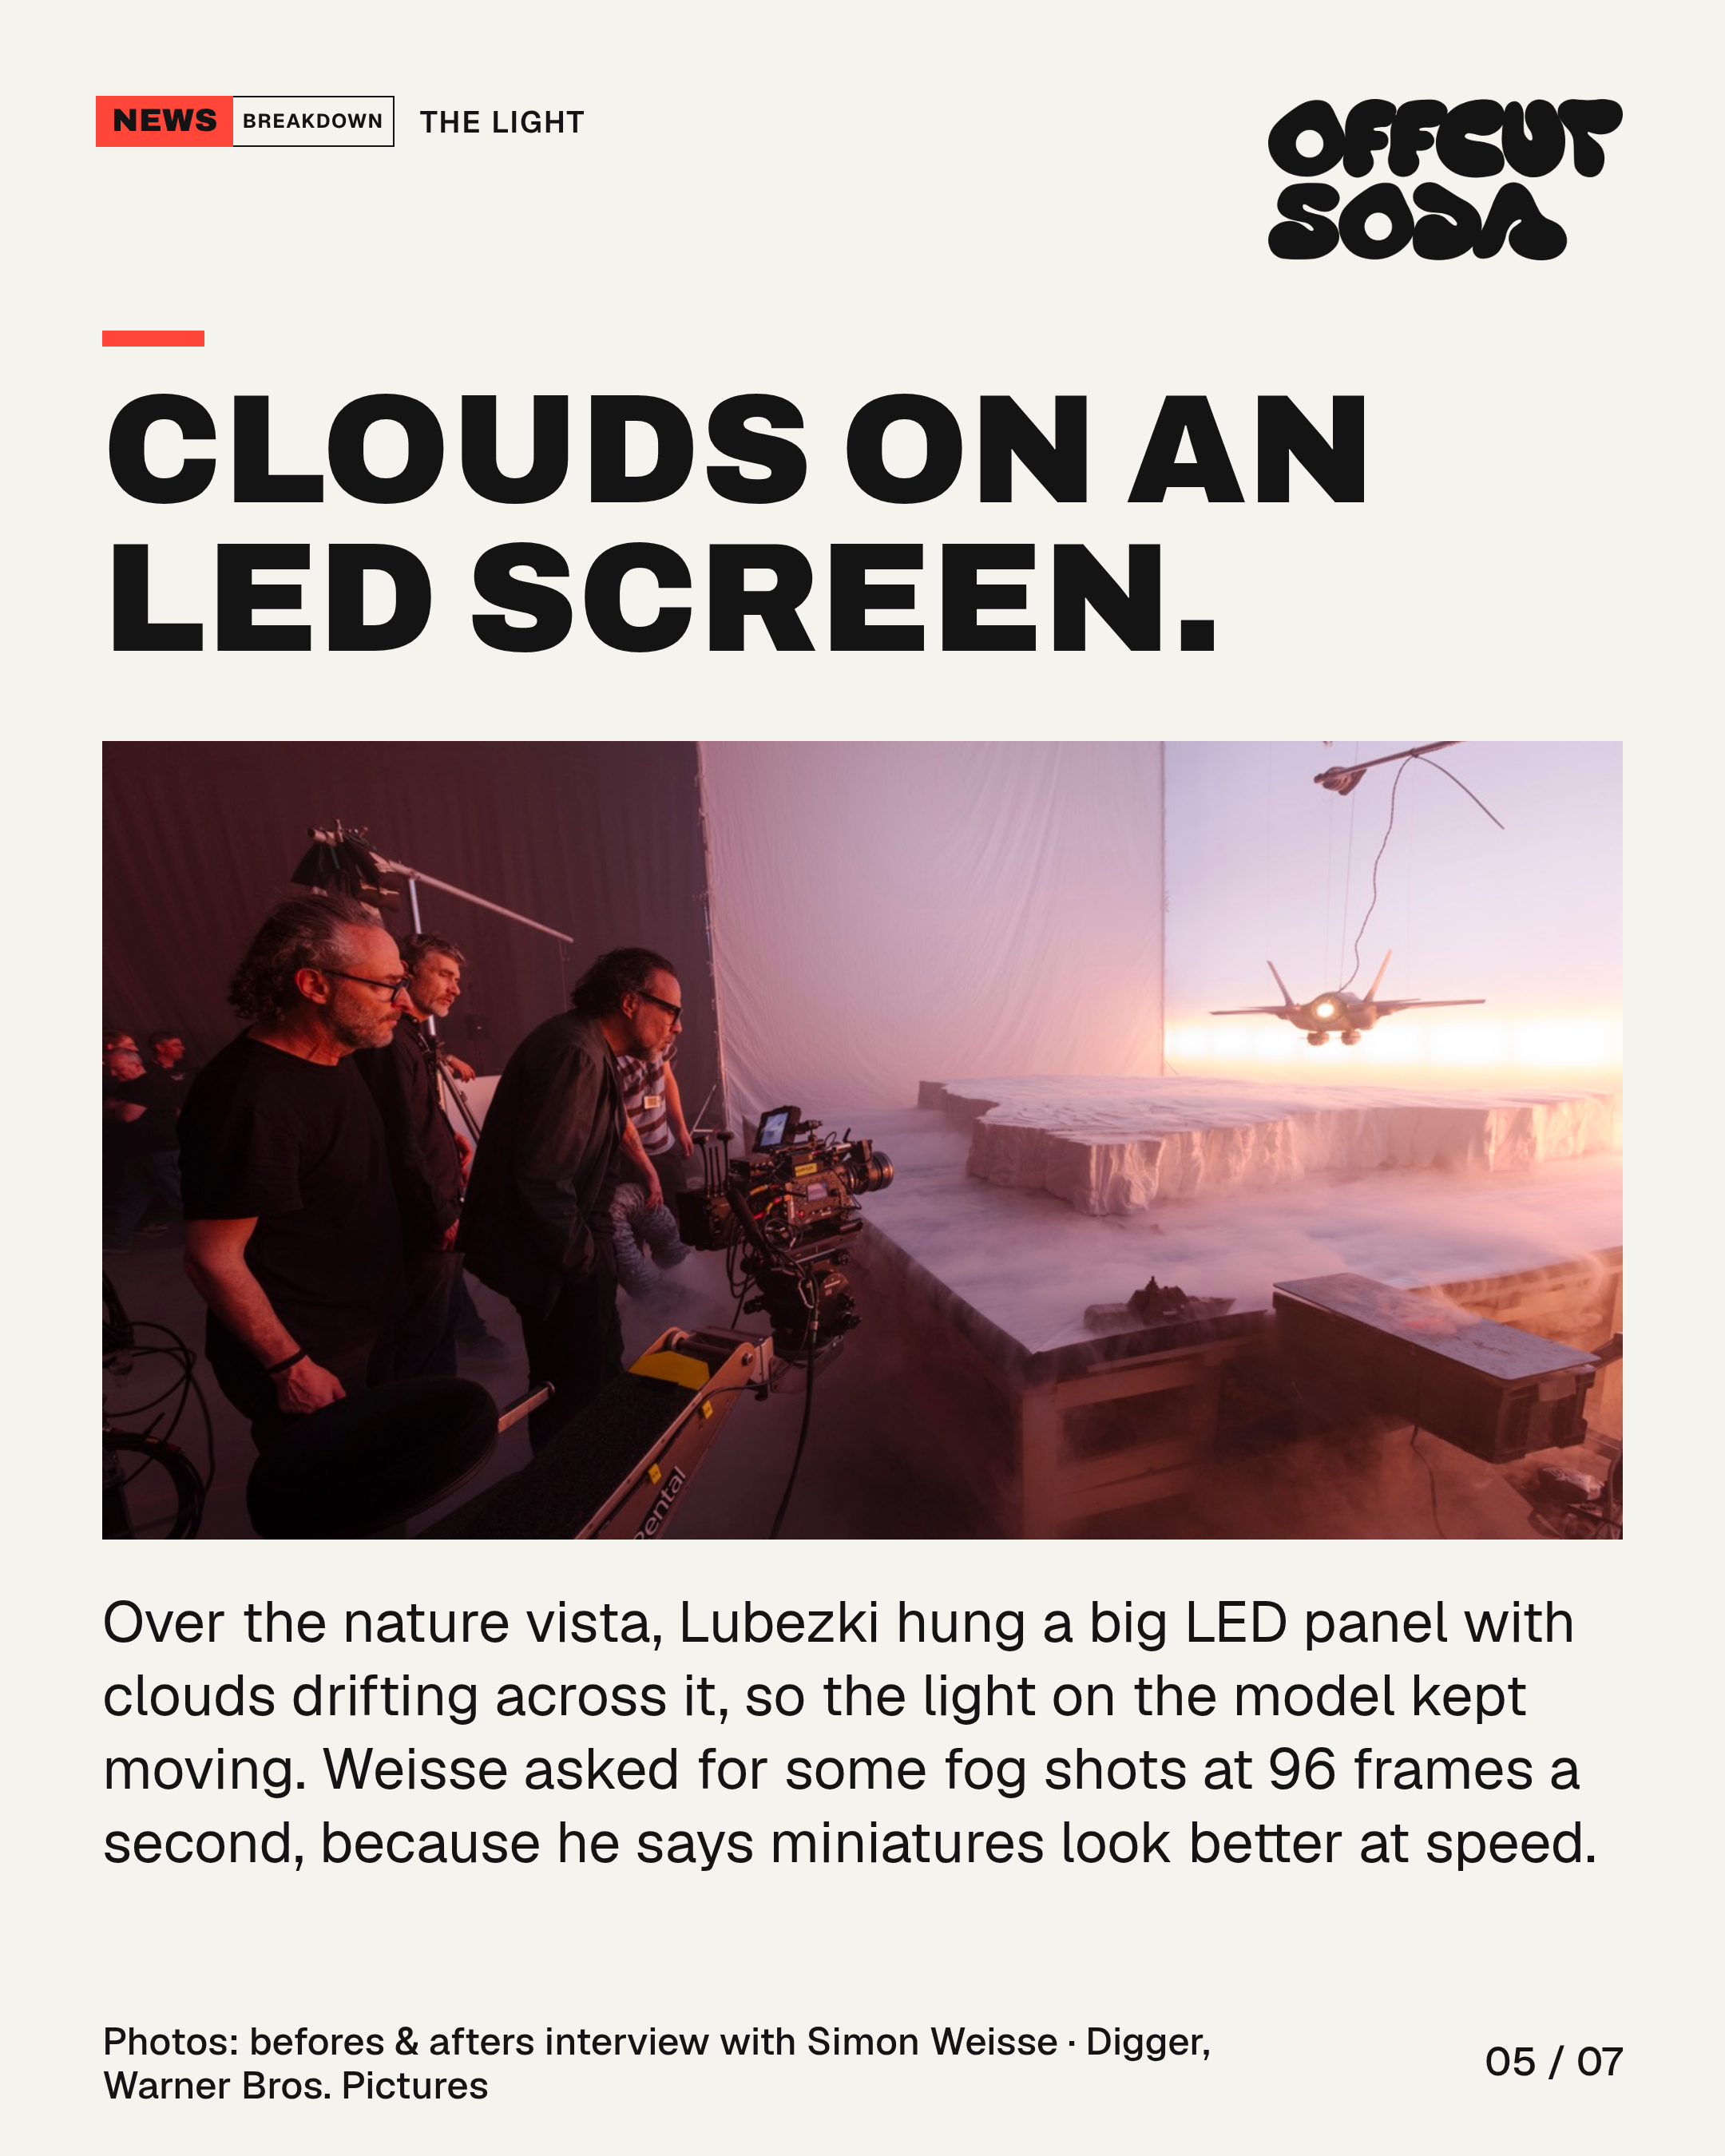 NEWS BREAKDOWN THE LIGHT
OFFCUT
SODA
CLOUDS ON AN
LED SCREEN.
ental
Over the nature vista, Lubezki hung a big LED panel with
clouds drifting across it, so the light on the model kept
moving. Weisse asked for some fog shots at 96 frames a
second, because he says miniatures look better at speed.
Photos: befores & afters interview with Simon Weisse · Digger,
Warner Bros. Pictures
05 / 07